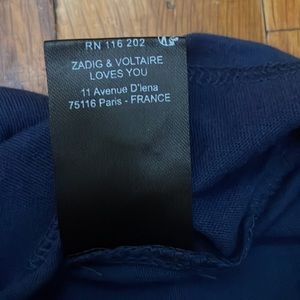 RN 116 202
ZADIG & VOLTAIRE
LOVES YOU
11 Avenue D'iena
75116 Paris - FRANCE